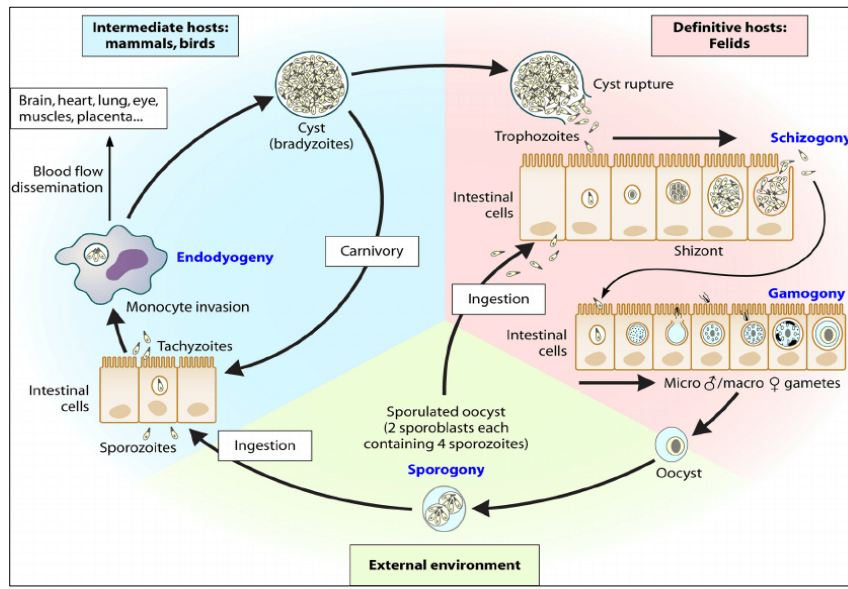 Intermediate hosts:
mammals, birds
Definitive hosts:
Felids
Brain, heart, lung, eye,
muscles, placenta...
Cyst
(bradyzoites)
Cyst rupture
Trophozoites
Schizogony
Blood flow
dissemination
Intestinal
cells
Shizont
Endodyogeny
Carnivory
Monocyte invasion
Ingestion
Gamogony
Tachyzoites
Intestinal
cells
Micro ♂/macro ♀ gametes
Intestinal
cells
Sporozoites
Ingestion
Sporulated oocyst
(2 sporoblasts each
containing 4 sporozoites)
Sporogony
Oocyst
External environment